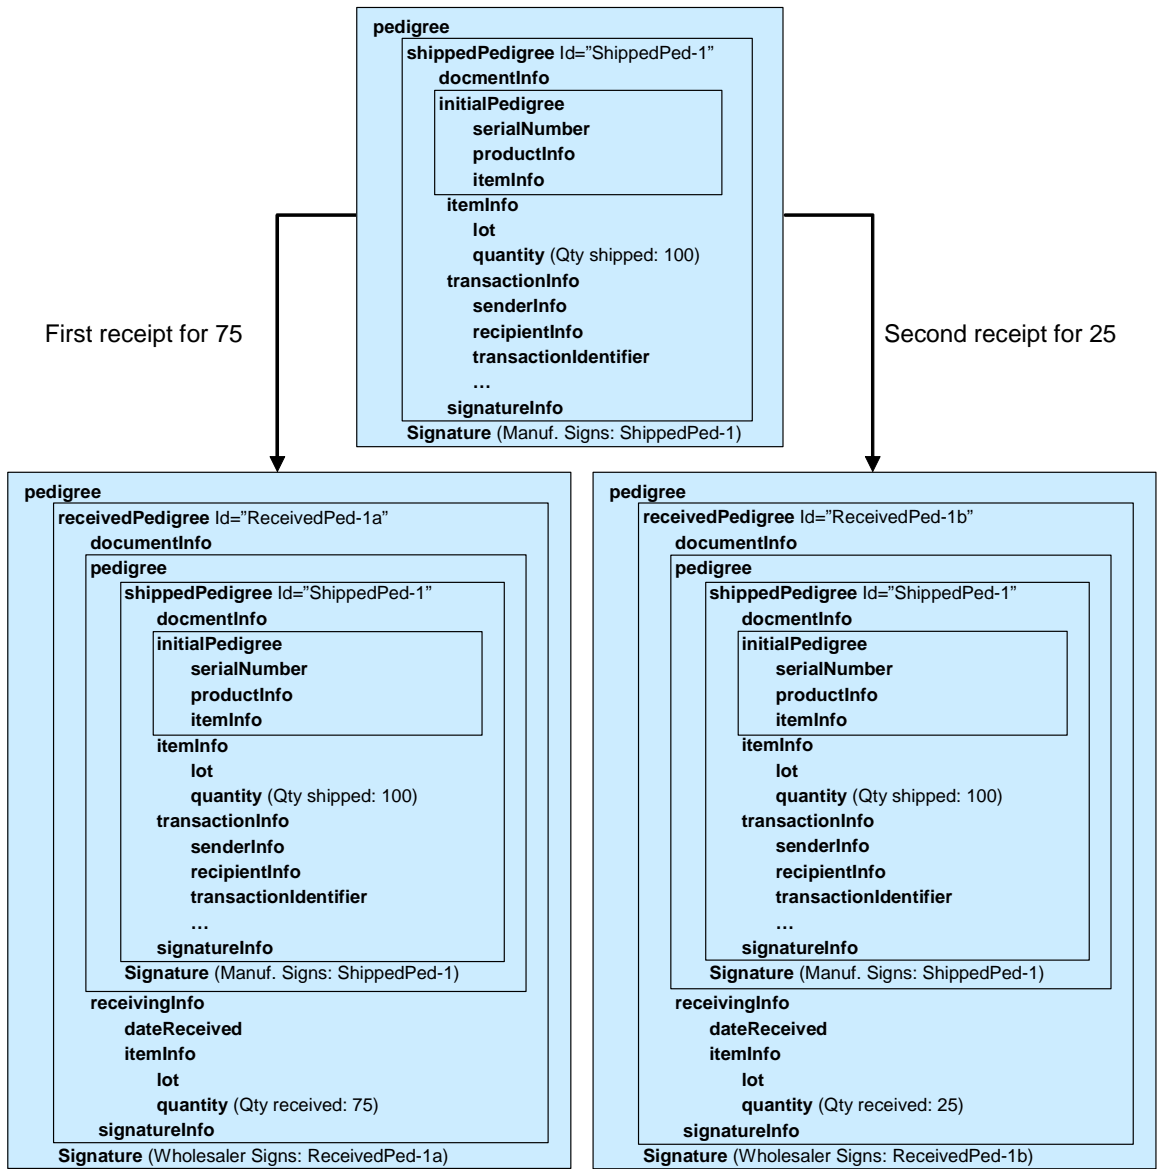 pedigree
shippedPedigree Id=”ShippedPed-1”
docmentInfo
initialPedigree
serialNumber
productInfo
itemInfo
itemInfo
lot
quantity (Qty shipped: 100)
transactionInfo
senderInfo
recipientInfo
transactionIdentifier
…
signatureInfo
Signature (Manuf. Signs: ShippedPed-1)
First receipt for 75
Second receipt for 25
pedigree
receivedPedigree Id=”ReceivedPed-1a”
documentInfo
pedigree
shippedPedigree Id=”ShippedPed-1”
docmentInfo
initialPedigree
serialNumber
productInfo
itemInfo
itemInfo
lot
quantity (Qty shipped: 100)
transactionInfo
senderInfo
recipientInfo
transactionIdentifier
…
signatureInfo
Signature (Manuf. Signs: ShippedPed-1)
receivingInfo
dateReceived
itemInfo
lot
quantity (Qty received: 75)
signatureInfo
Signature (Wholesaler Signs: ReceivedPed-1a)
pedigree
receivedPedigree Id=”ReceivedPed-1b”
documentInfo
pedigree
shippedPedigree Id=”ShippedPed-1”
docmentInfo
initialPedigree
serialNumber
productInfo
itemInfo
itemInfo
lot
quantity (Qty shipped: 100)
transactionInfo
senderInfo
recipientInfo
transactionIdentifier
…
signatureInfo
Signature (Manuf. Signs: ShippedPed-1)
receivingInfo
dateReceived
itemInfo
lot
quantity (Qty received: 25)
signatureInfo
Signature (Wholesaler Signs: ReceivedPed-1b)